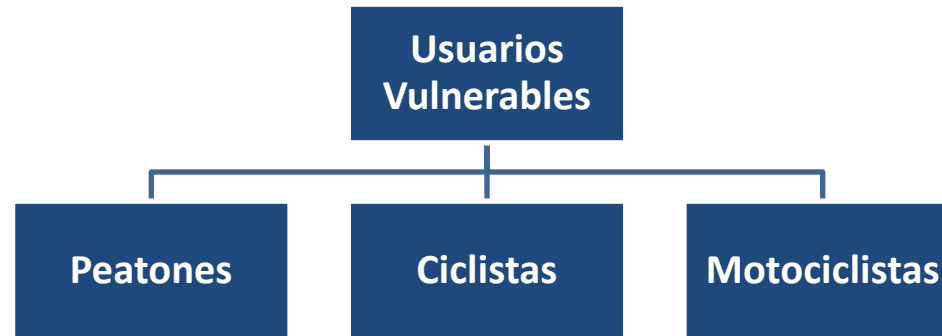 Usuarios
Vulnerables
Peatones
Ciclistas
Motociclistas